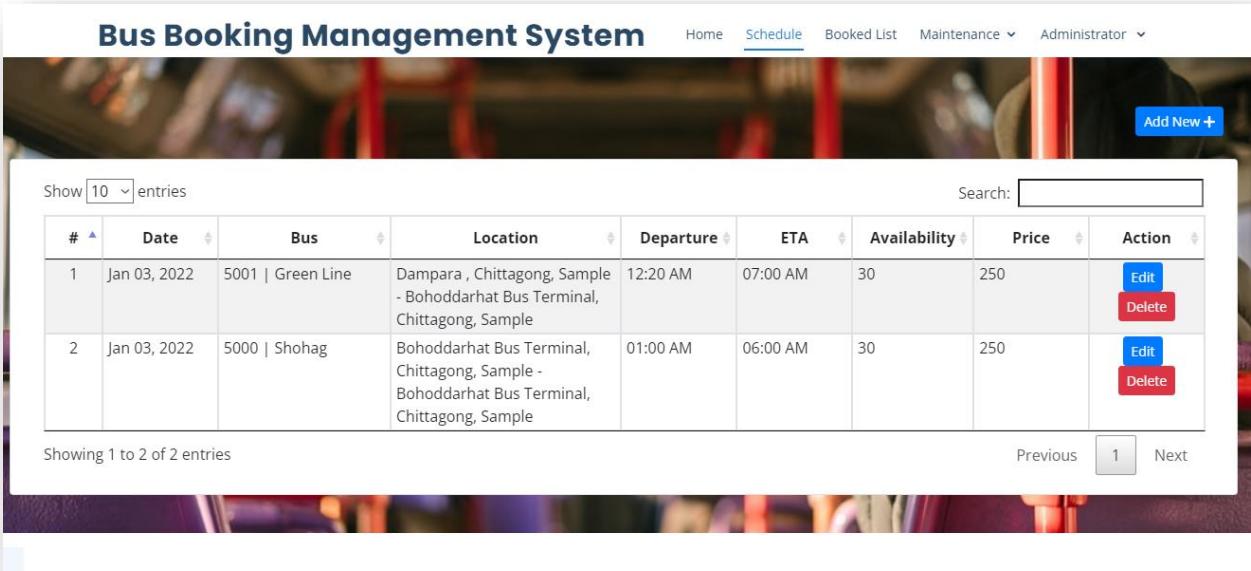 Bus Booking Management System Home Schedule Booked List Maintenance Administrator
Add New +
Show 10 entries Search:
# Date Bus Location Departure ETA Availability Price Action
1 Jan 03, 2022 5001 | Green Line Dampara , Chittagong, Sample 12:20 AM 07:00 AM 30 250 Edit
- Bohoddarhat Bus Terminal, Delete
Chittagong, Sample
2 Jan 03, 2022 5000 | Shohag Bohoddarhat Bus Terminal, 01:00 AM 06:00 AM 30 250 Edit
Chittagong, Sample - Delete
Bohoddarhat Bus Terminal,
Chittagong, Sample
Showing 1 to 2 of 2 entries Previous 1 Next